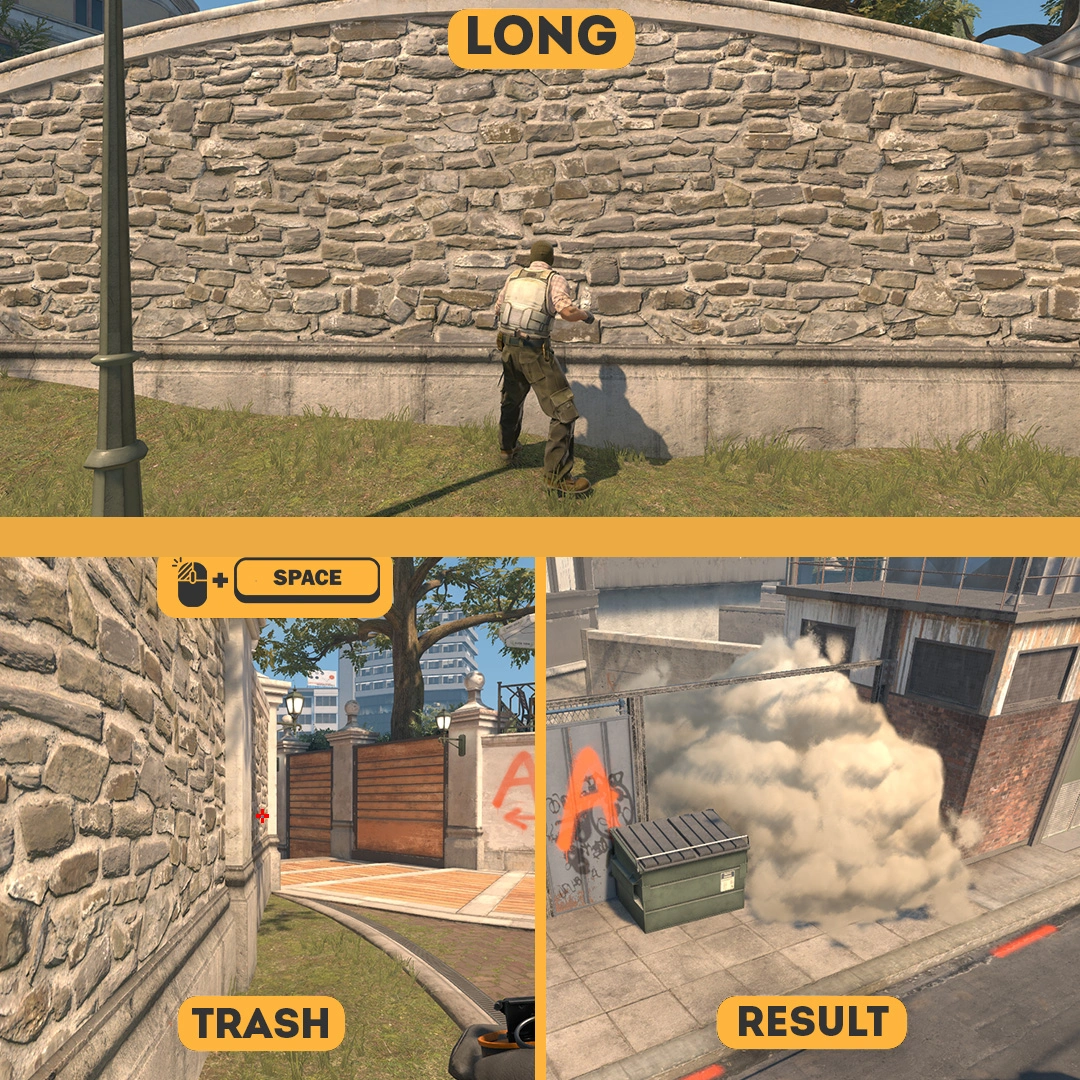 LONG
+ SPACE
A
A
TRASH
RESULT